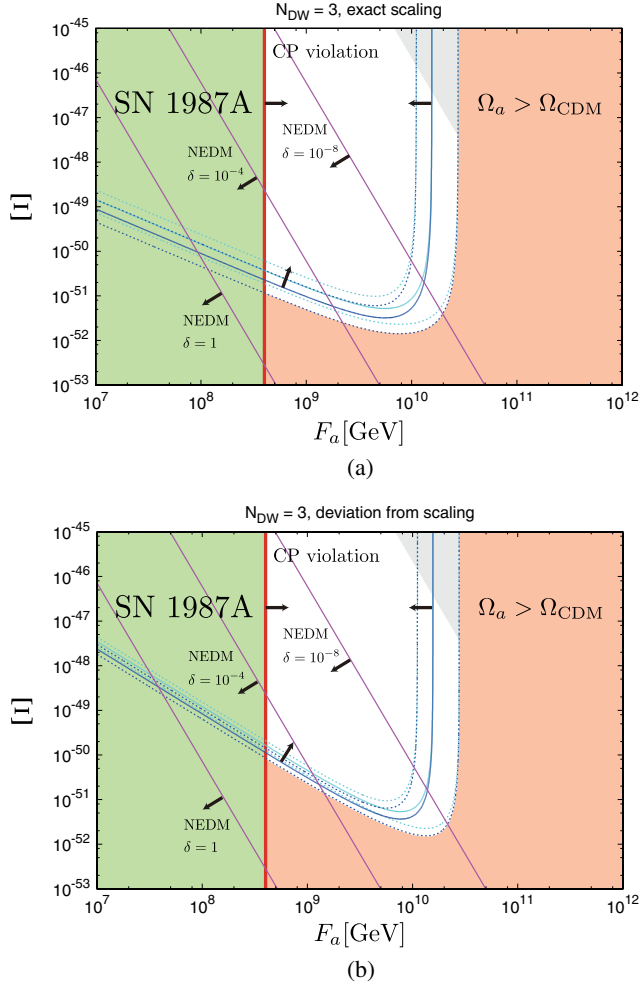 N_DW = 3, exact scaling
10^-45
CP violation
10^-46
SN 1987A
Ω_a > Ω_CDM
10^-47
NEDM
δ = 10^-8
NEDM
δ = 10^-4
10^-48
Ξ
10^-49
10^-50
10^-51
NEDM
δ = 1
10^-52
10^-53
10^7 10^8 10^9 10^10 10^11 10^12
F_a[GeV]
(a)
N_DW = 3, deviation from scaling
10^-45
CP violation
10^-46
SN 1987A
Ω_a > Ω_CDM
10^-47
NEDM
δ = 10^-8
NEDM
δ = 10^-4
10^-48
Ξ
10^-49
10^-50
10^-51
NEDM
δ = 1
10^-52
10^-53
10^7 10^8 10^9 10^10 10^11 10^12
F_a[GeV]
(b)